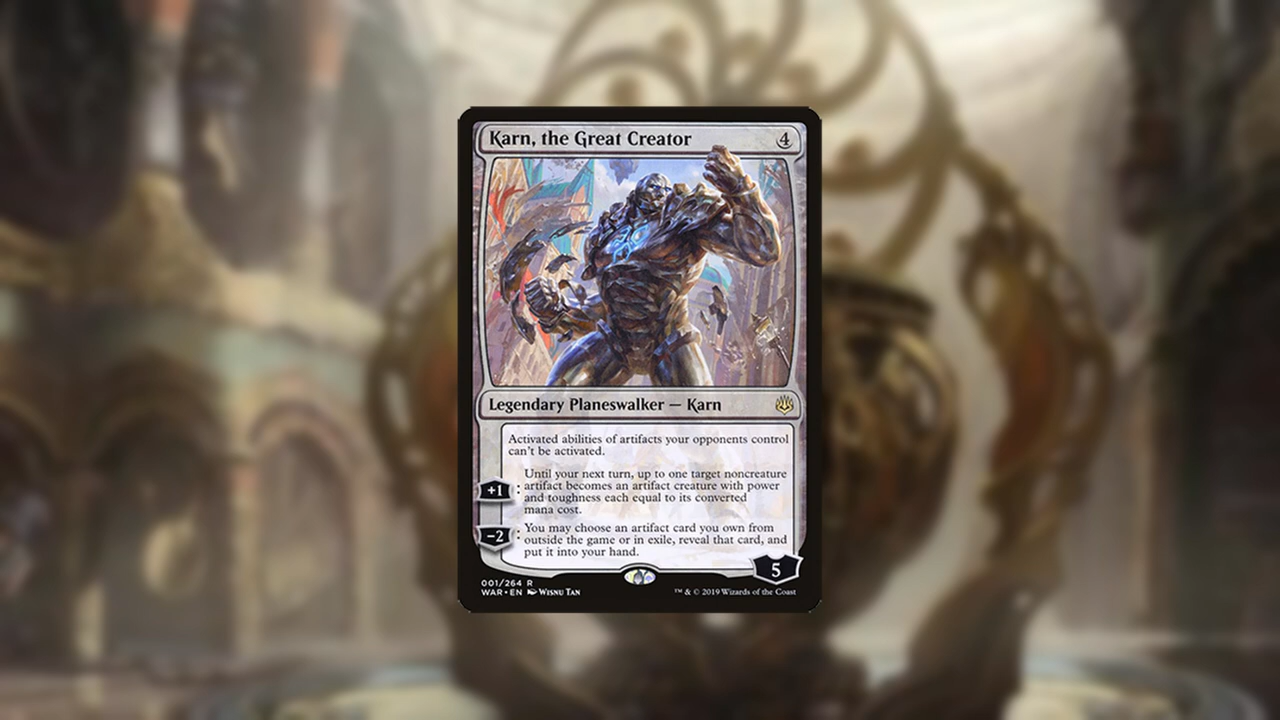 Karn, the Great Creator 4
Legendary Planeswalker — Karn
Activated abilities of artifacts your opponents control
can't be activated.
Until your next turn, up to one target noncreature
+1 : artifact becomes an artifact creature with power
and toughness each equal to its converted
mana cost.
−2 : You may choose an artifact card you own from
outside the game or in exile, reveal that card, and
put it into your hand.
5
001/264 R
WAR • EN Wisnu Tan ™ & © 2019 Wizards of the Coast